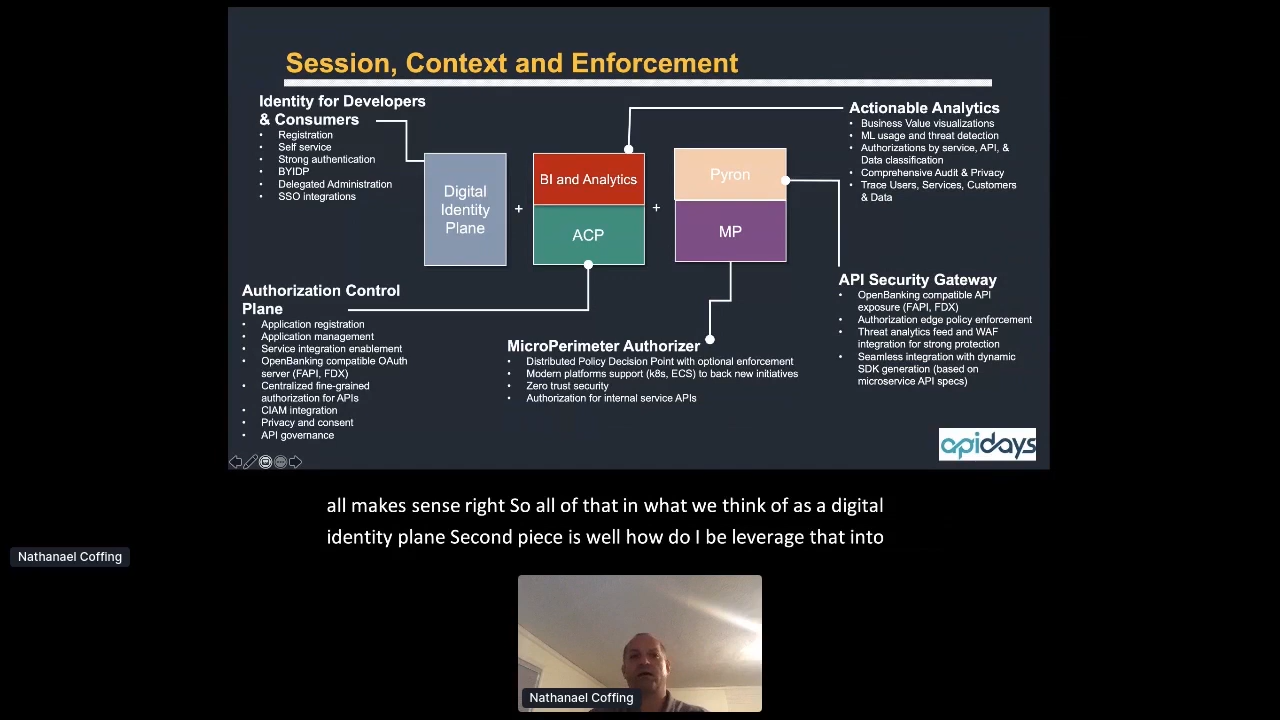 Session, Context and Enforcement
Identity for Developers
& Consumers
• Registration
• Self service
• Strong authentication
• BYIDP
• Delegated Administration
• SSO integrations
Digital
Identity
Plane
+
BI and Analytics
ACP
+
Pyron
MP
Actionable Analytics
• Business Value visualizations
• ML usage and threat detection
• Authorizations by service, API, &
Data classification
• Comprehensive Audit & Privacy
• Trace Users, Services, Customers
& Data
Authorization Control
Plane
• Application registration
• Application management
• Service integration enablement
• OpenBanking compatible OAuth
server (FAPI, FDX)
• Centralized fine-grained
authorization for APIs
• CIAM integration
• Privacy and consent
• API governance
MicroPerimeter Authorizer
• Distributed Policy Decision Point with optional enforcement
• Modern platforms support (k8s, ECS) to back new initiatives
• Zero trust security
• Authorization for internal service APIs
API Security Gateway
• OpenBanking compatible API
exposure (FAPI, FDX)
• Authorization edge policy enforcement
• Threat analytics feed and WAF
integration for strong protection
• Seamless integration with dynamic
SDK generation (based on
microservice API specs)
apidays
all makes sense right So all of that in what we think of as a digital
identity plane Second piece is well how do I be leverage that into
Nathanael Coffing
Nathanael Coffing